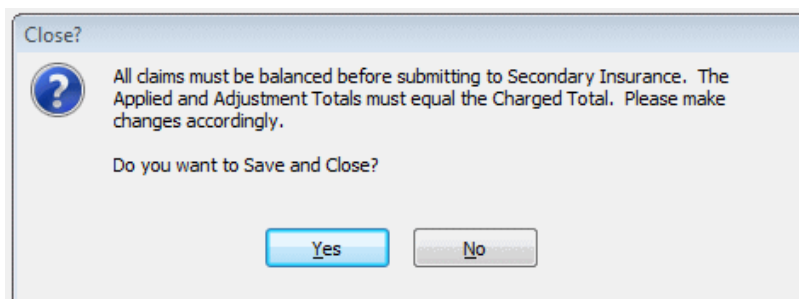 Close?
All claims must be balanced before submitting to Secondary Insurance.  The
Applied and Adjustment Totals must equal the Charged Total.  Please make
changes accordingly.
Do you want to Save and Close?
Yes
No